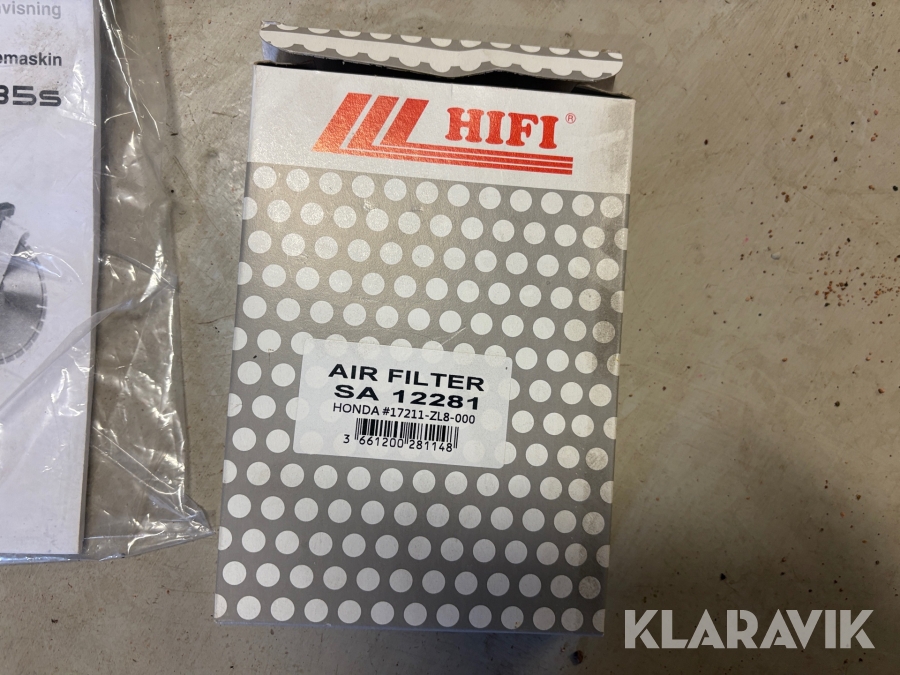 visning
emaskin
35s
HIFI®
AIR FILTER
SA 12281
HONDA #17211-ZL8-000
3 661200 281148
KLARAVIK